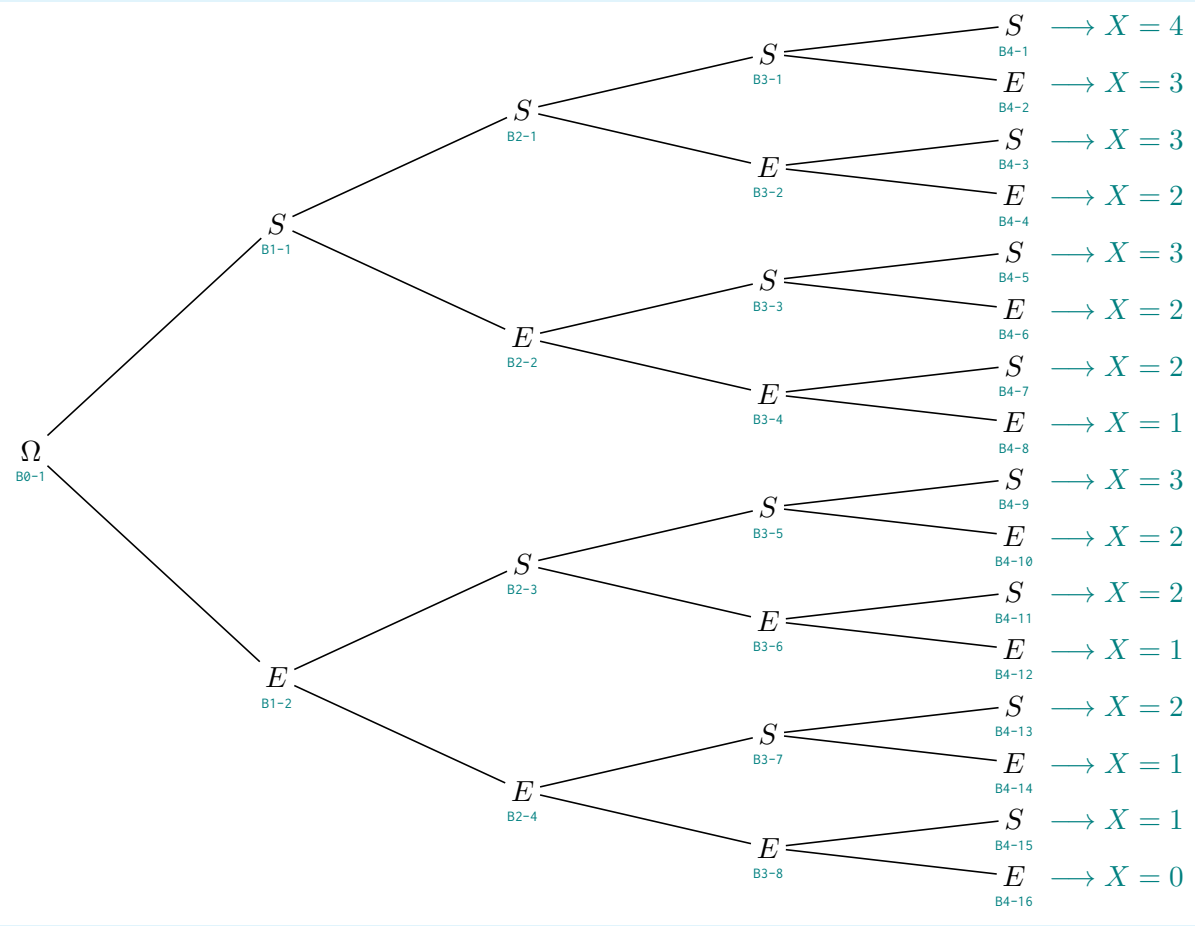 S ⟶ X = 4
B4-1
S
B3-1
E ⟶ X = 3
B4-2
S
B2-1
S ⟶ X = 3
B4-3
E
B3-2
E ⟶ X = 2
B4-4
S
B1-1
S ⟶ X = 3
B4-5
S
B3-3
E ⟶ X = 2
B4-6
E
B2-2
S ⟶ X = 2
B4-7
E
B3-4
E ⟶ X = 1
B4-8
Ω
B0-1
S ⟶ X = 3
B4-9
S
B3-5
E ⟶ X = 2
B4-10
S
B2-3
S ⟶ X = 2
B4-11
E
B3-6
E ⟶ X = 1
B4-12
E
B1-2
S ⟶ X = 2
B4-13
S
B3-7
E ⟶ X = 1
B4-14
E
B2-4
S ⟶ X = 1
B4-15
E
B3-8
E ⟶ X = 0
B4-16